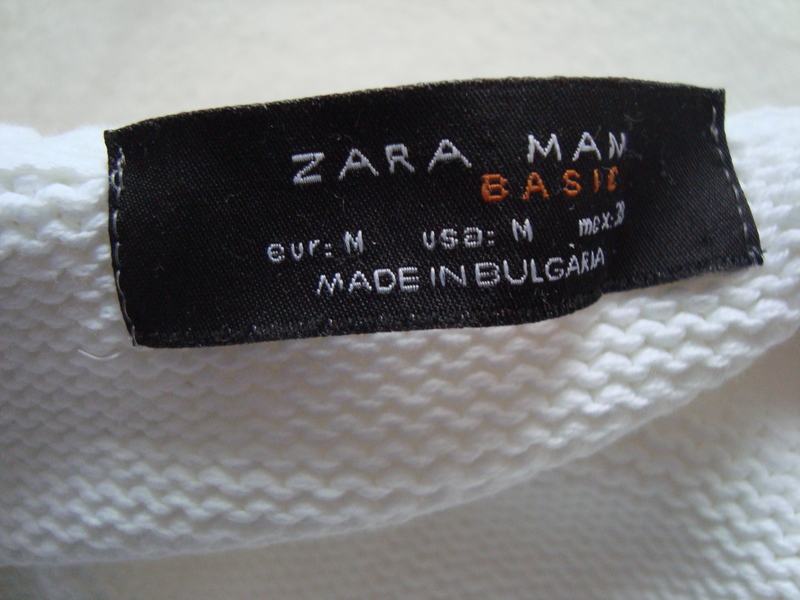 ZARA MAN
BASIC
eur: M usa: M mex:
MADE IN BULGARIA